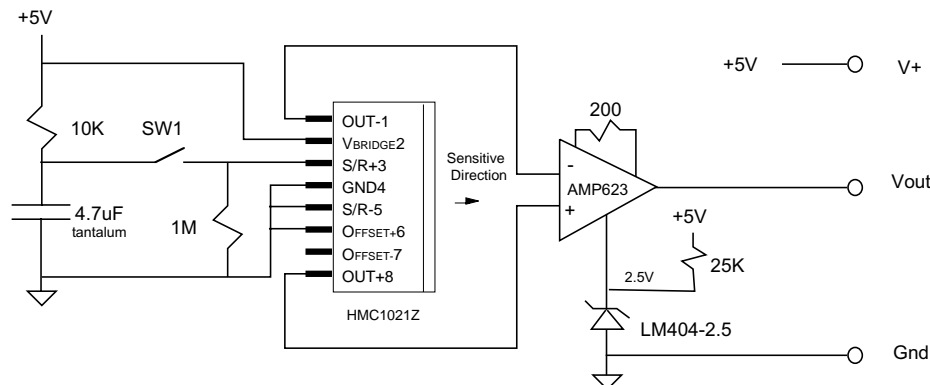 +5V
10K
SW1
4.7uF
tantalum
1M
OUT-1
VBRIDGE2
S/R+3
GND4
S/R-5
OFFSET+6
OFFSET-7
OUT+8
HMC1021Z
Sensitive
Direction
200
-
AMP623
+
+5V
25K
2.5V
LM404-2.5
+5V
V+
Vout
Gnd